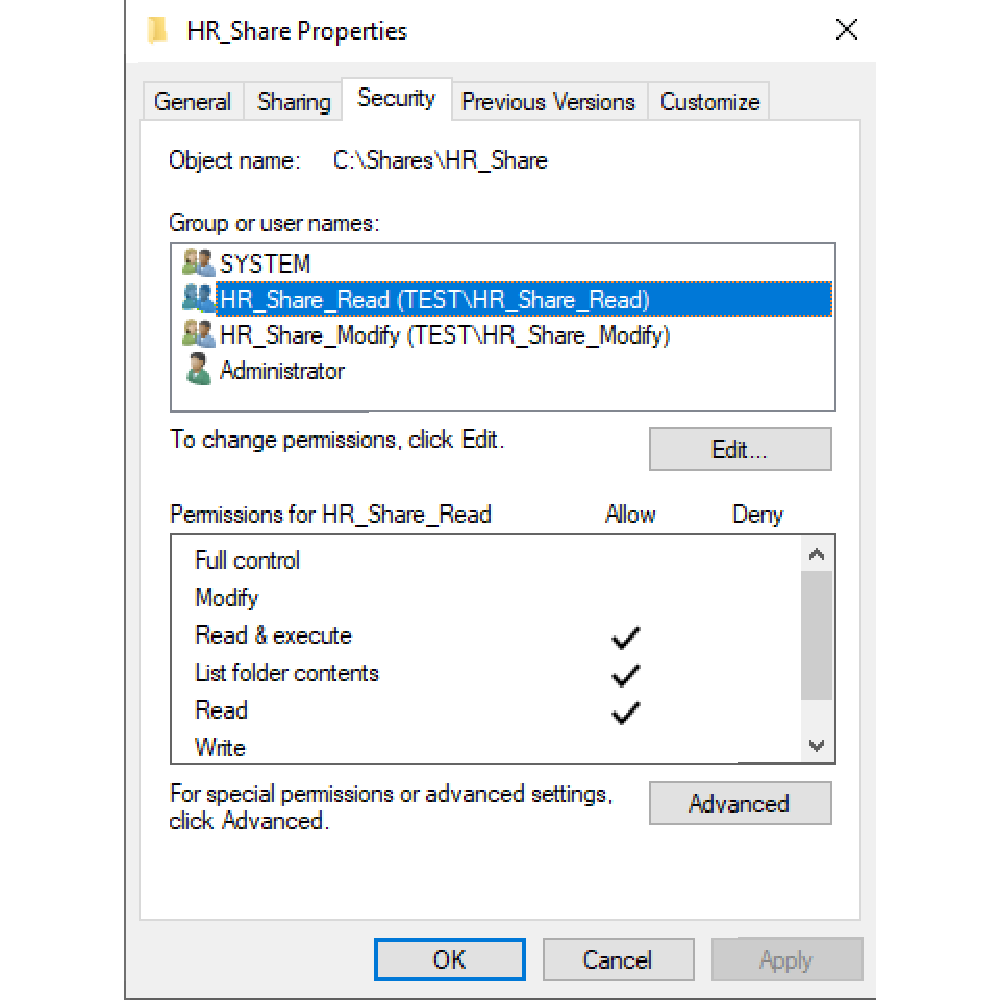 HR_Share Properties
General Sharing Security Previous Versions Customize
Object name: C:\Shares\HR_Share
Group or user names:
SYSTEM
HR_Share_Read (TEST\HR_Share_Read)
HR_Share_Modify (TEST\HR_Share_Modify)
Administrator
To change permissions, click Edit.
Edit...
Permissions for HR_Share_Read Allow Deny
Full control
Modify
Read & execute
List folder contents
Read
Write
For special permissions or advanced settings,
click Advanced.
Advanced
OK Cancel Apply